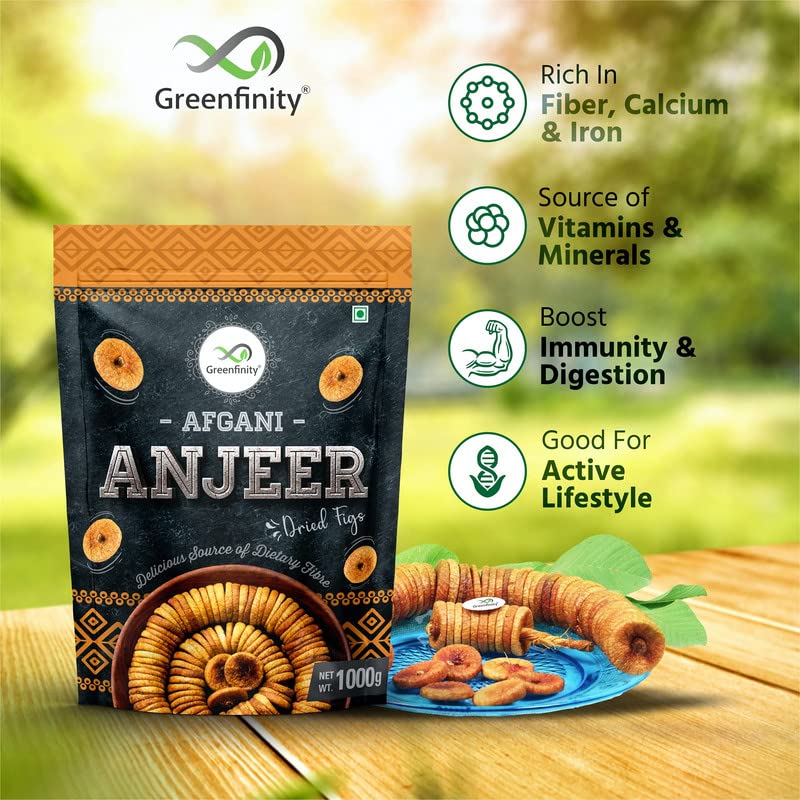 Greenfinity®
Rich In
Fiber, Calcium
& Iron
Source of
Vitamins &
Minerals
Boost
Immunity &
Digestion
Good For
Active
Lifestyle
Greenfinity®
- AFGANI -
ANJEER
Dried Figs
Delicious Source of Dietary Fibre
NET
WT. 1000g
Greenfinity